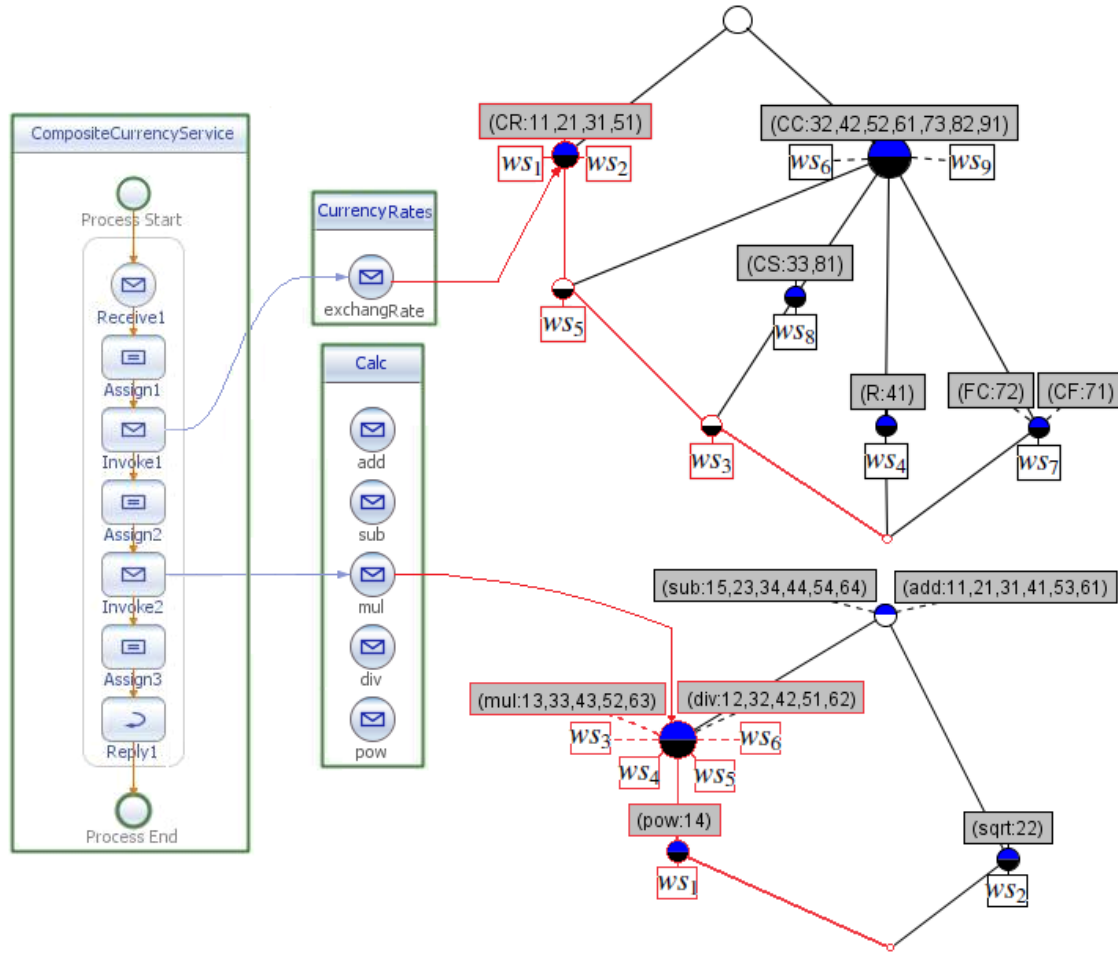 CompositeCurrencyService
Process Start
Receive1
Assign1
Invoke1
Assign2
Invoke2
Assign3
Reply1
Process End
CurrencyRates
exchangRate
Calc
add
sub
mul
div
pow
(CR:11,21,31,51)
(CC:32,42,52,61,73,82,91)
ws1
ws2
ws6
ws9
(CS:33,81)
ws5
ws8
(R:41)
(FC:72)
(CF:71)
ws3
ws4
ws7
(sub:15,23,34,44,54,64)
(add:11,21,31,41,53,61)
(mul:13,33,43,52,63)
(div:12,32,42,51,62)
ws3
ws6
ws4
ws5
(pow:14)
(sqrt:22)
ws1
ws2